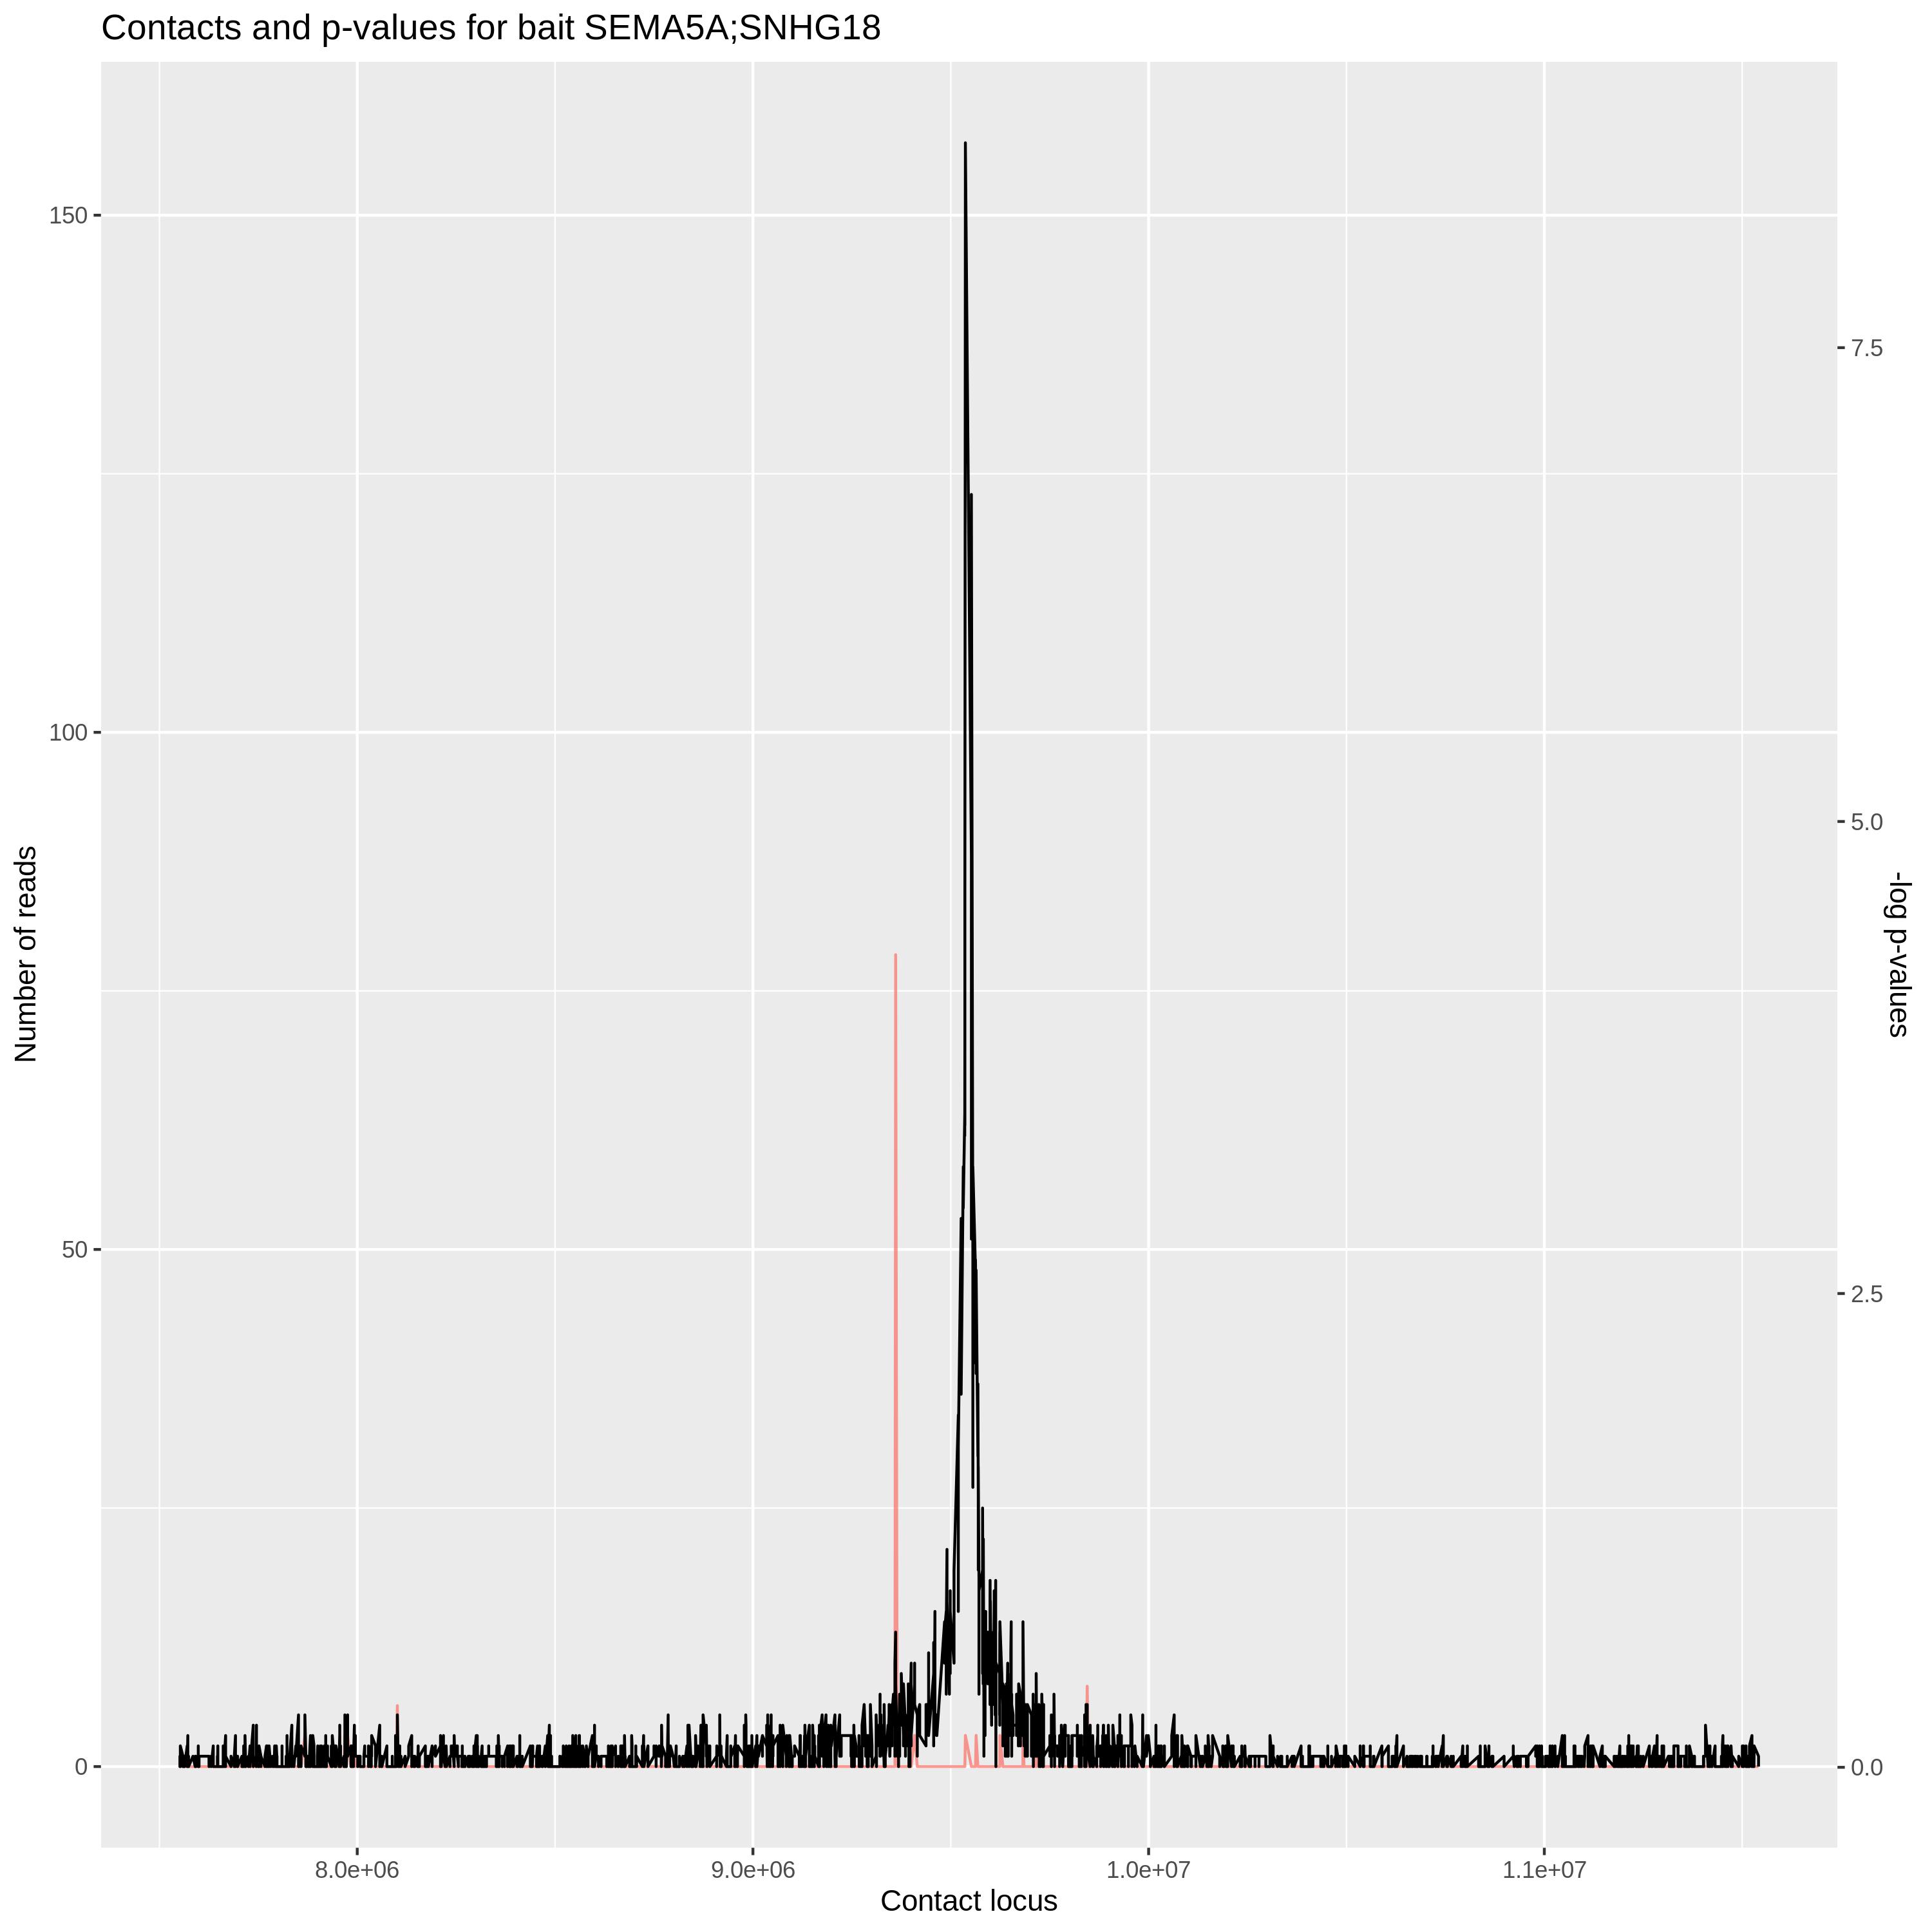 Contacts and p-values for bait SEMA5A;SNHG18
150
100
50
0
Number of reads
7.5
5.0
2.5
0.0
-log p-values
8.0e+06
9.0e+06
1.0e+07
1.1e+07
Contact locus